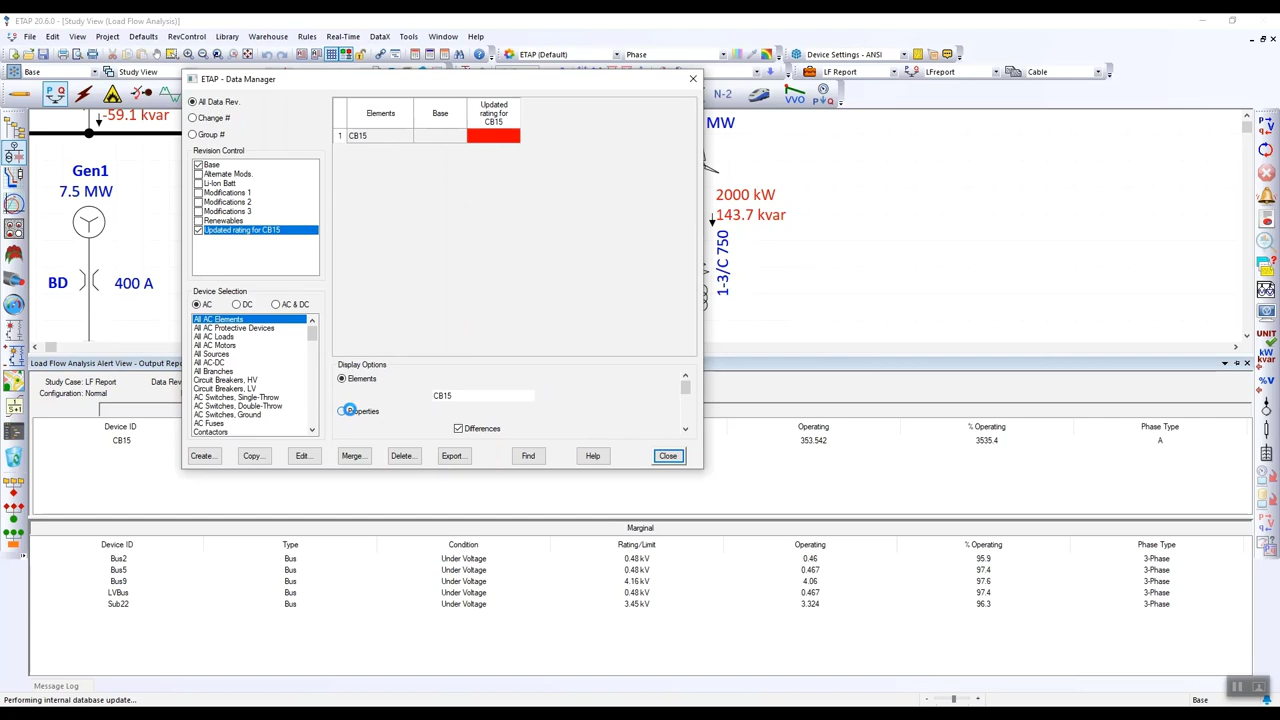 ETAP 20.6.0 - [Study View (Load Flow Analysis)]
File Edit View Project Defaults RevControl Library Warehouse Rules Real-Time DataX Tools Window Help
ETAP (Default) Phase Device Settings - ANSI
Base Study View LF Report LFreport Cable
N-2
VVO
-59.1 kvar
Gen1
7.5 MW
BD 400 A
MW
2000 kW
143.7 kvar
1-3/C 750
ETAP - Data Manager
All Data Rev.
Change #
Group #
Revision Control
Base
Alternate Mods.
Li-Ion Batt
Modifications 1
Modifications 2
Modifications 3
Renewables
Updated rating for CB15
Device Selection
AC DC AC & DC
All AC Elements
All AC Protective Devices
All AC Loads
All AC Motors
All Sources
All AC-DC
All Branches
Circuit Breakers, HV
Circuit Breakers, LV
AC Switches, Single-Throw
AC Switches, Double-Throw
AC Switches, Ground
AC Fuses
Contactors
Elements Base Updated rating for CB15
1 CB15
Display Options
Elements
CB15
Properties
Differences
Create... Copy... Edit... Merge... Delete... Export... Find Help Close
Load Flow Analysis Alert View - Output Rep
Study Case: LF Report Data Rev
Configuration: Normal
Device ID Operating % Operating Phase Type
CB15 353.542 3535.4 A
Marginal
Device ID Type Condition Rating/Limit Operating % Operating Phase Type
Bus2 Bus Under Voltage 0.48 kV 0.46 95.9 3-Phase
Bus5 Bus Under Voltage 0.48 kV 0.467 97.4 3-Phase
Bus9 Bus Under Voltage 4.16 kV 4.06 97.6 3-Phase
LVBus Bus Under Voltage 0.48 kV 0.467 97.4 3-Phase
Sub22 Bus Under Voltage 3.45 kV 3.324 96.3 3-Phase
Message Log
Performing internal database update... Base